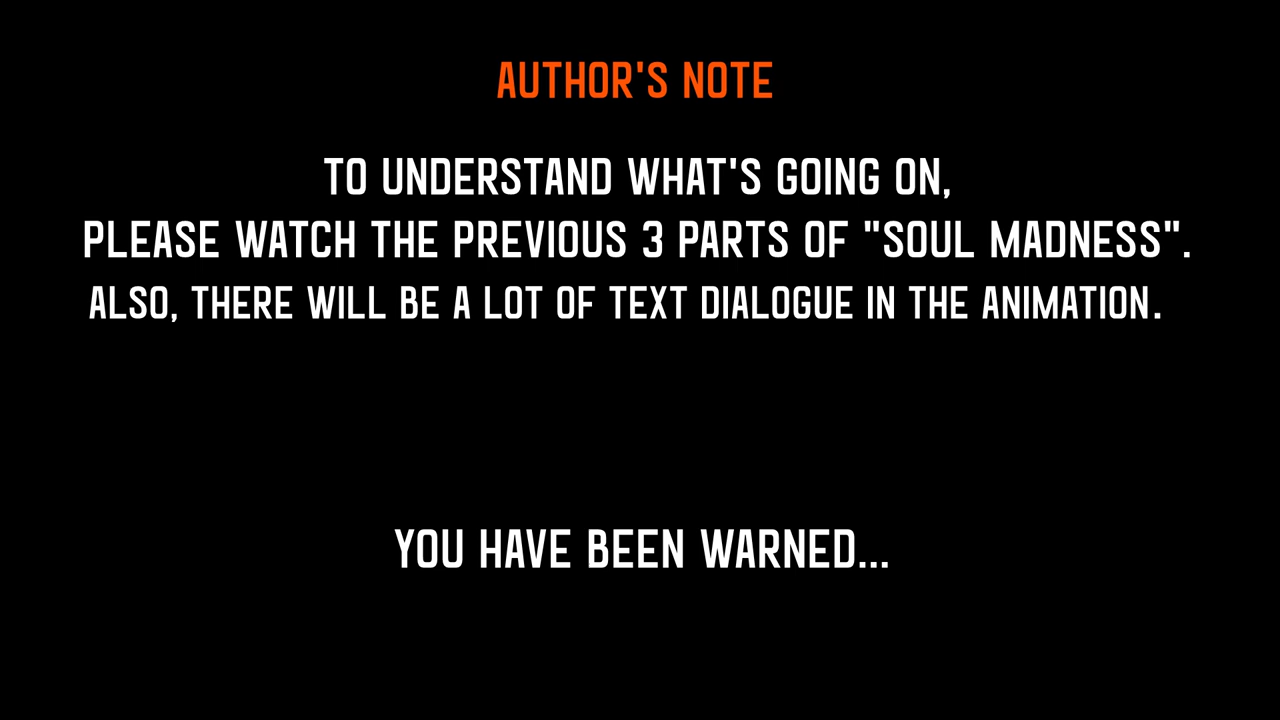 AUTHOR'S NOTE
TO UNDERSTAND WHAT'S GOING ON,
PLEASE WATCH THE PREVIOUS 3 PARTS OF "SOUL MADNESS".
ALSO, THERE WILL BE A LOT OF TEXT DIALOGUE IN THE ANIMATION.
YOU HAVE BEEN WARNED...